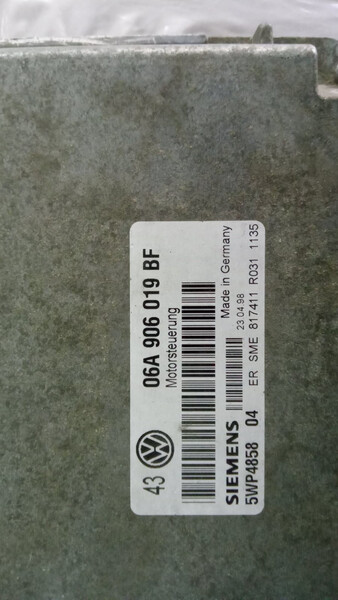 43 06A 906 019 BF
Motorsteuerung
Made in Germany
SIEMENS 23.04.98
5WP4858 04 ER SME 817411 R031 1135